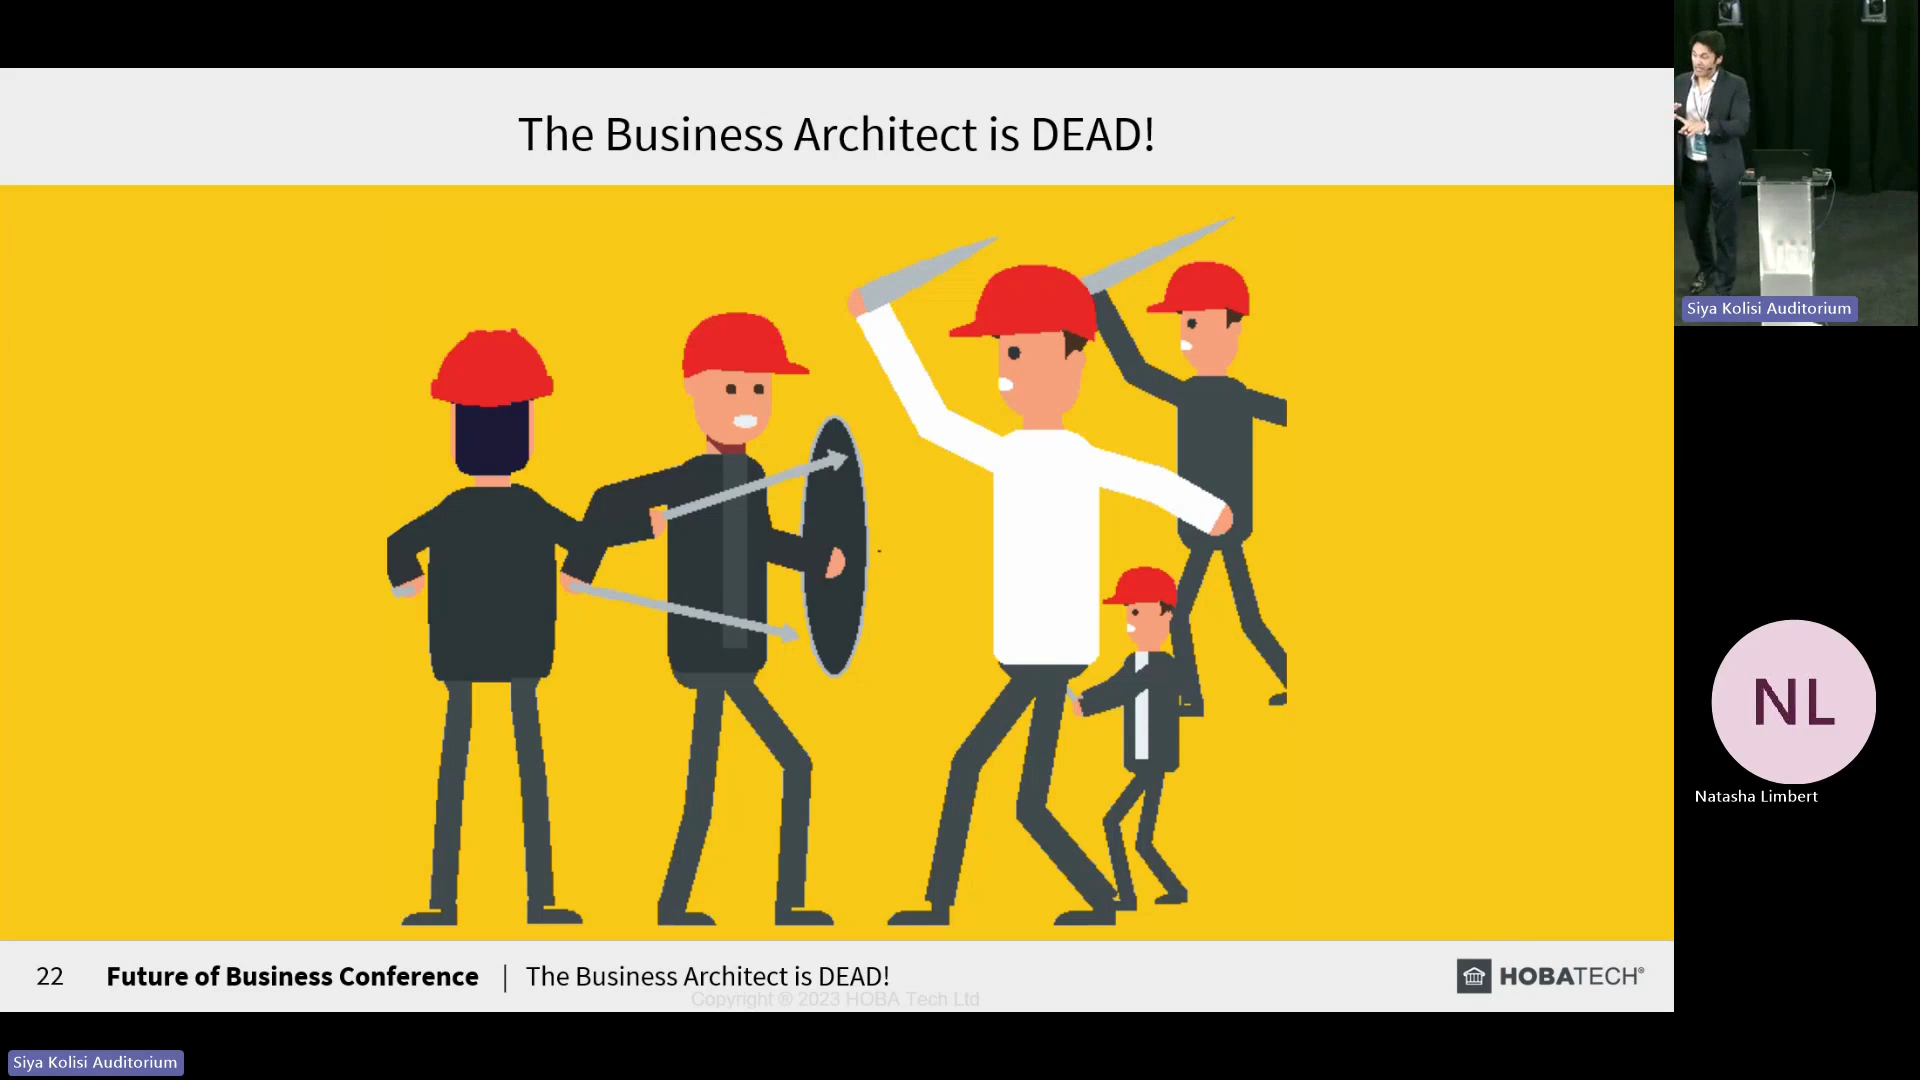 The Business Architect is DEAD!
Siya Kolisi Auditorium
NL
Natasha Limbert
22 Future of Business Conference | The Business Architect is DEAD!
HOBATECH®
Copyright ® 2023 HOBA Tech Ltd
Siya Kolisi Auditorium